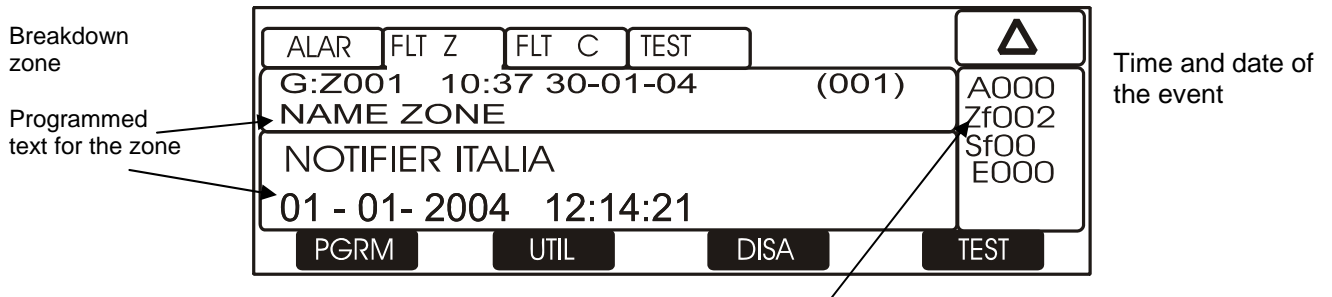 Breakdown
zone
Programmed
text for the zone
ALAR FLT Z FLT C TEST Δ
G:Z001 10:37 30-01-04 (001)
NAME ZONE
NOTIFIER ITALIA
01 - 01- 2004 12:14:21
A000
Zf002
Sf00
E000
PGRM UTIL DISA TEST
Time and date of
the event